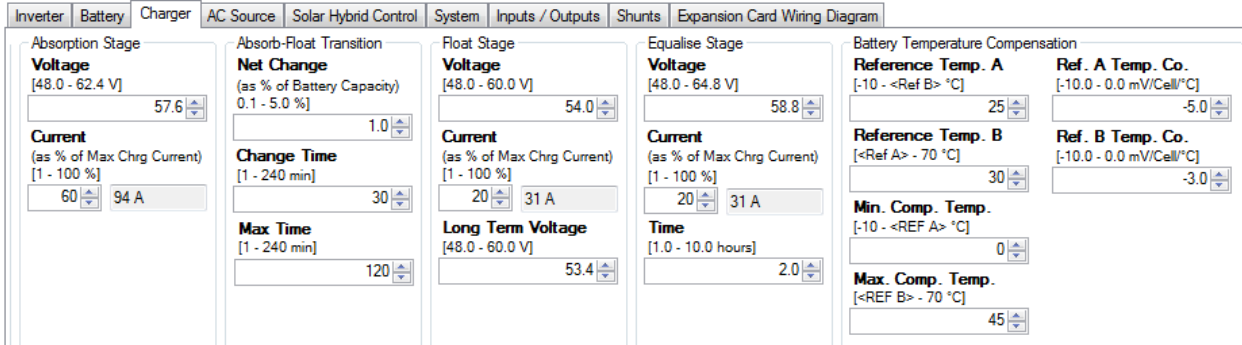 Inverter Battery Charger AC Source Solar Hybrid Control System Inputs / Outputs Shunts Expansion Card Wiring Diagram
Absorption Stage
Voltage
[48.0 - 62.4 V]
57.6
Current
(as % of Max Chrg Current)
[1 - 100 %]
60 94 A
Absorb-Float Transition
Net Change
(as % of Battery Capacity)
0.1 - 5.0 %]
1.0
Change Time
[1 - 240 min]
30
Max Time
[1 - 240 min]
120
Float Stage
Voltage
[48.0 - 60.0 V]
54.0
Current
(as % of Max Chrg Current)
[1 - 100 %]
20 31 A
Long Term Voltage
[48.0 - 60.0 V]
53.4
Equalise Stage
Voltage
[48.0 - 64.8 V]
58.8
Current
(as % of Max Chrg Current)
[1 - 100 %]
20 31 A
Time
[1.0 - 10.0 hours]
2.0
Battery Temperature Compensation
Reference Temp. A
[-10 - <Ref B> °C]
25
Reference Temp. B
[<Ref A> - 70 °C]
30
Min. Comp. Temp.
[-10 - <REF A> °C]
0
Max. Comp. Temp.
[<REF B> - 70 °C]
45
Ref. A Temp. Co.
[-10.0 - 0.0 mV/Cell/°C]
-5.0
Ref. B Temp. Co.
[-10.0 - 0.0 mV/Cell/°C]
-3.0